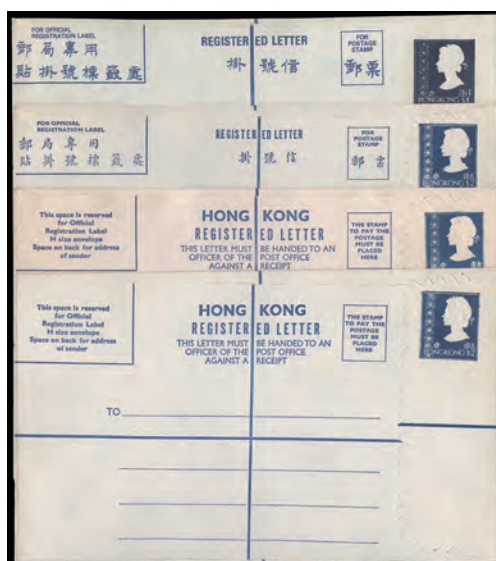 FOR OFFICIAL
REGISTRATION LABEL
郵局專用
貼掛號標籤處
REGISTERED LETTER
掛號信
FOR
POSTAGE
STAMP
郵票
HONG KONG
FOR OFFICIAL
REGISTRATION LABEL
郵局專用
貼掛號標籤處
REGISTERED LETTER
掛號信
FOR
POSTAGE
STAMP
郵票
HONG KONG $2
This space is reserved
for Official
Registration Label
H size envelope
Space on back for address
of sender
HONG KONG
REGISTERED LETTER
THIS LETTER MUST BE HANDED TO AN
OFFICER OF THE POST OFFICE
AGAINST A RECEIPT
THE STAMP
TO PAY THE
POSTAGE
MUST BE
PLACED
HERE
HONG KONG $2
This space is reserved
for Official
Registration Label
H size envelope
Space on back for address
of sender
HONG KONG
REGISTERED LETTER
THIS LETTER MUST BE HANDED TO AN
OFFICER OF THE POST OFFICE
AGAINST A RECEIPT
THE STAMP
TO PAY THE
POSTAGE
MUST BE
PLACED
HERE
HONG KONG $2
TO